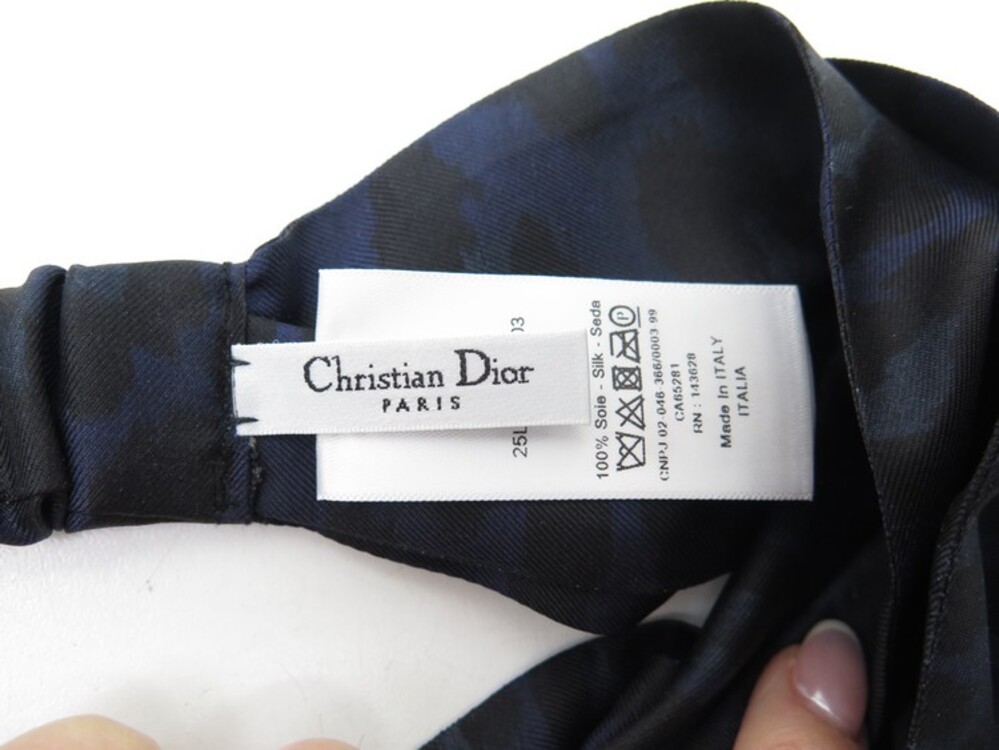 Christian Dior
PARIS
100% Soie - Silk - Seda
P
CNPJ 02 046 366/0003 99
CA65281
RN : 143628
Made In ITALY
ITALIA